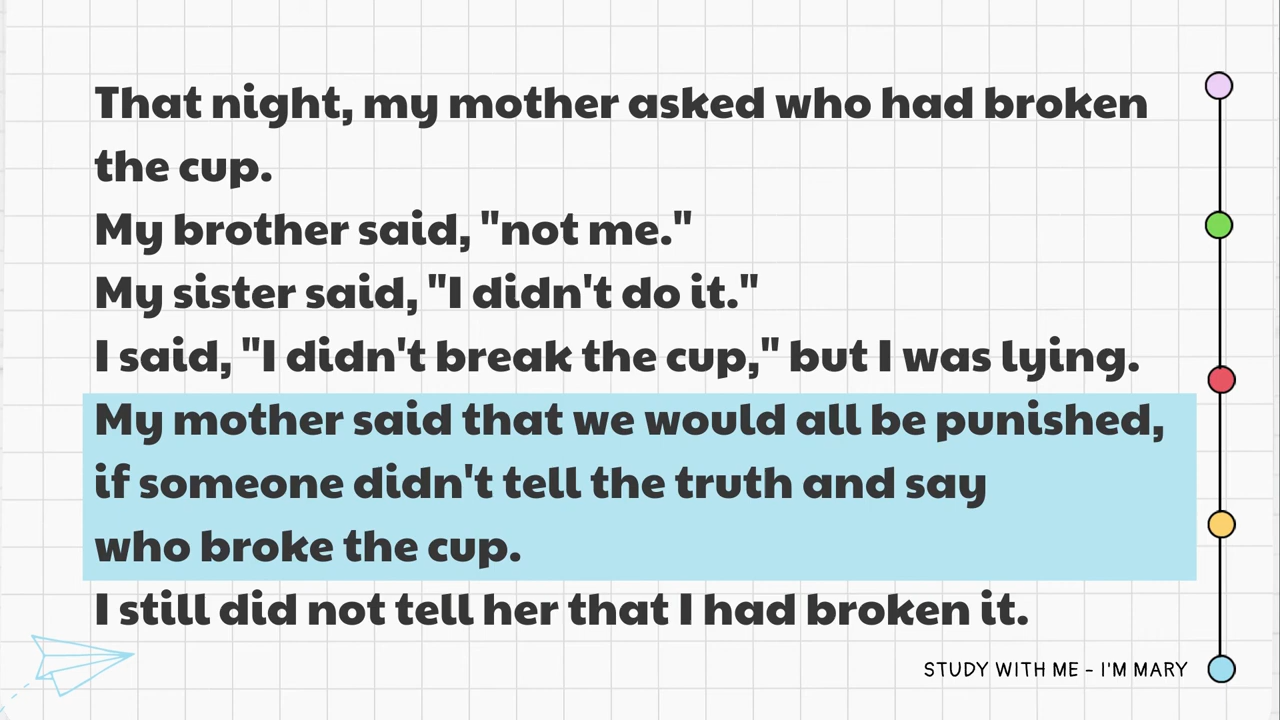 That night, my mother asked who had broken
the cup.
My brother said, "not me."
My sister said, "I didn't do it."
I said, "I didn't break the cup," but I was lying.
My mother said that we would all be punished,
if someone didn't tell the truth and say
who broke the cup.
I still did not tell her that I had broken it.
STUDY WITH ME - I'M MARY